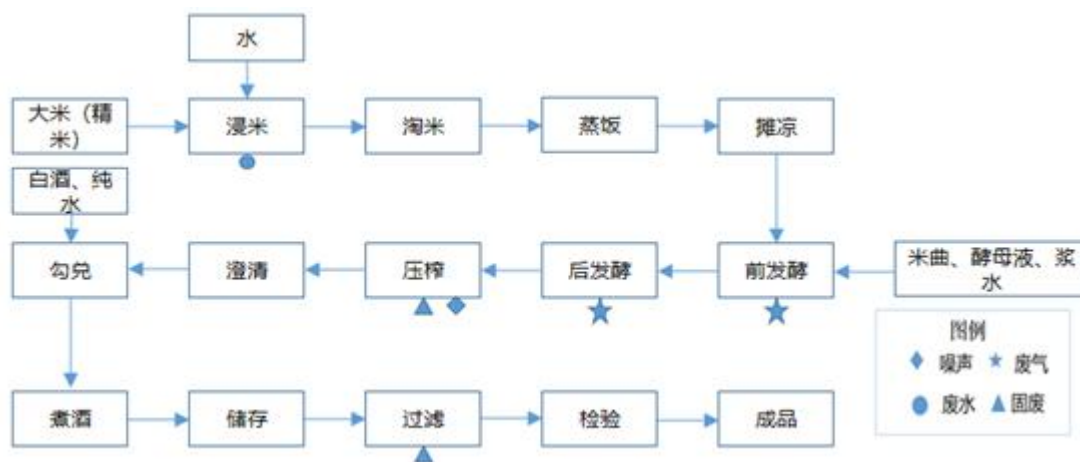 水
大米（精
米）
浸米
淘米
蒸饭
摊凉
白酒、纯
水
勾兑
澄清
压榨
后发酵
前发酵
米曲、酵母液、浆
水
图例
噪声
废气
废水
固废
煮酒
储存
过滤
检验
成品